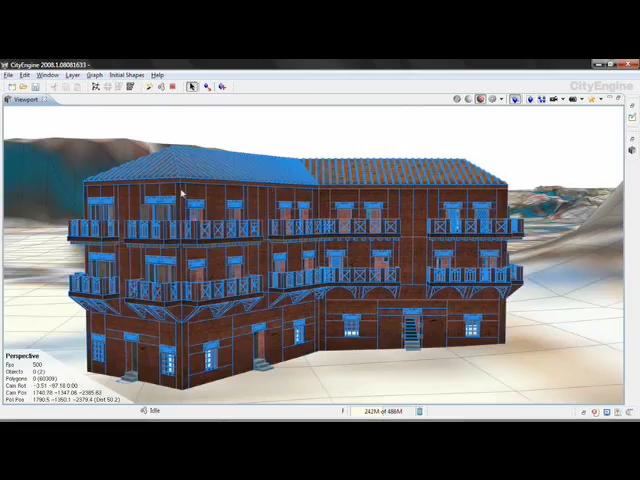 CityEngine 2008.1.08081633 -
File Edit Window Layer Graph Initial Shapes Help
CityEngine
Viewport
Perspective
Fps 500
Objects 0 (2)
Polygons 0 (60309)
Cam Rot -3.51 -97.18 0.00
Cam Pos 1740.78 -1347.06 -2385.63
Poi Pos 1790.5 -1350.1 -2379.4 (Dist 50.2)
Idle
242M of 486M